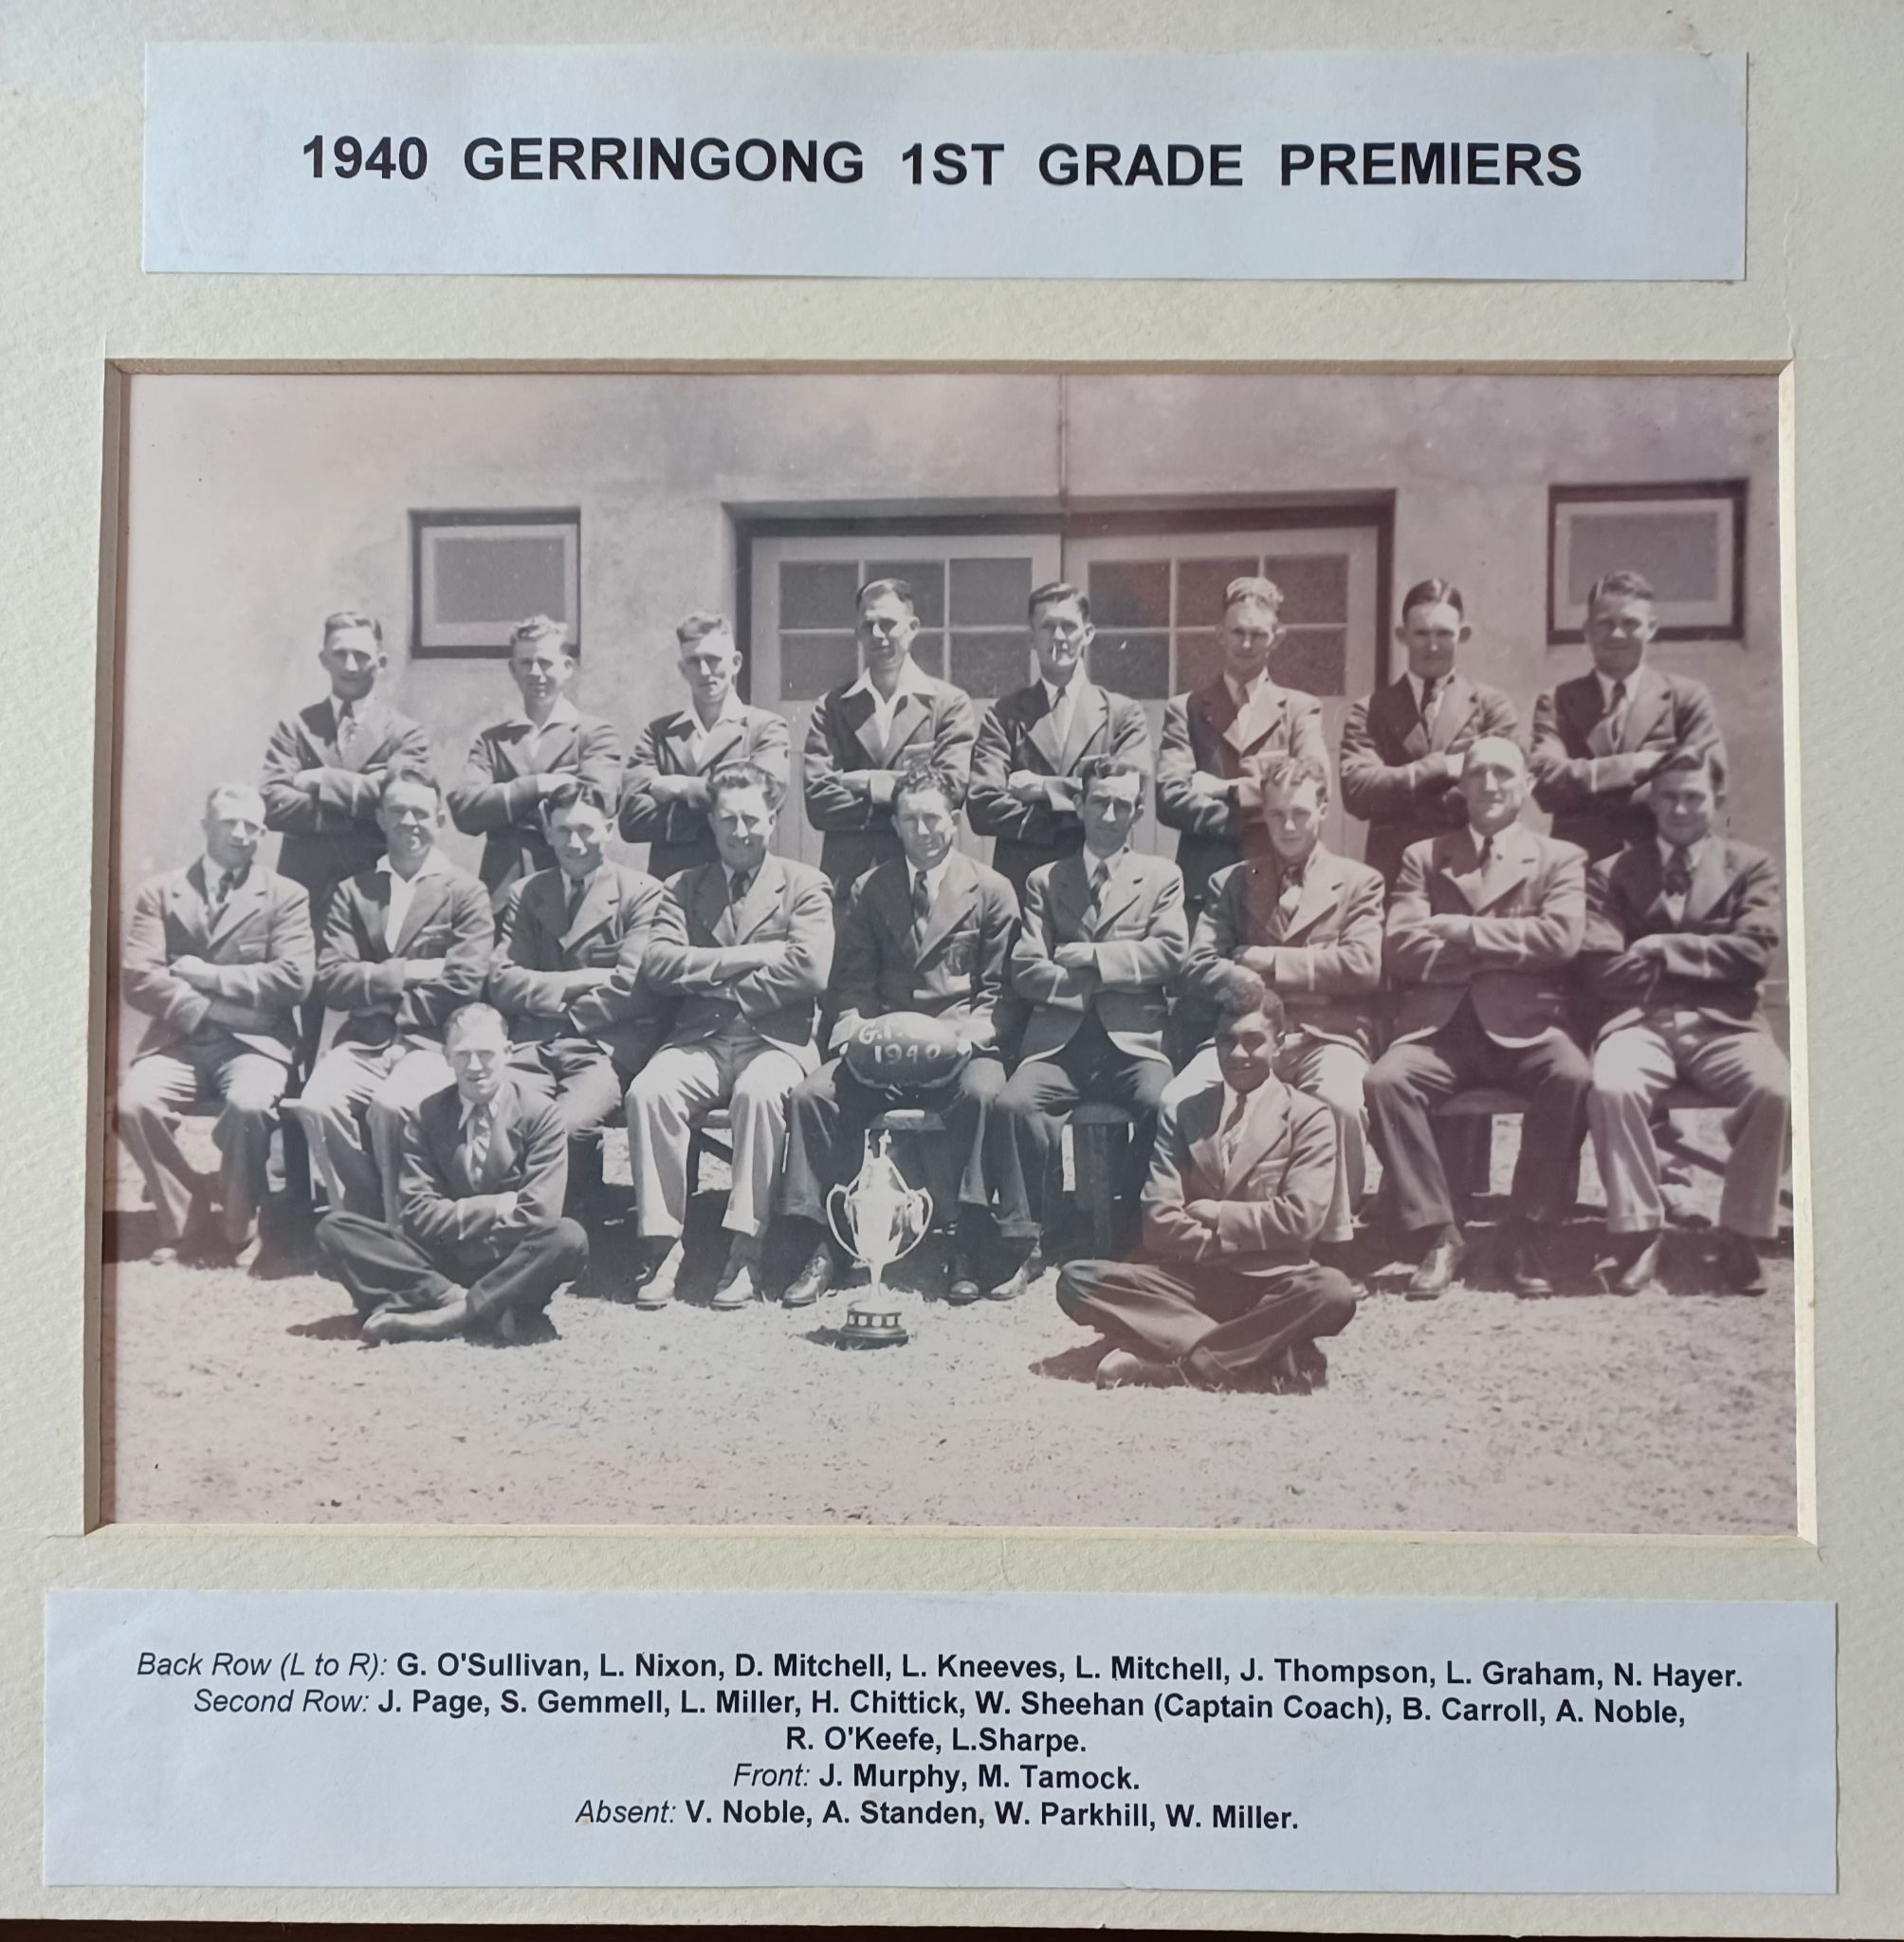 1940 GERRINGONG 1ST GRADE PREMIERS
1940
Back Row (L to R): G. O'Sullivan, L. Nixon, D. Mitchell, L. Kneeves, L. Mitchell, J. Thompson, L. Graham, N. Hayer.
Second Row: J. Page, S. Gemmell, L. Miller, H. Chittick, W. Sheehan (Captain Coach), B. Carroll, A. Noble,
R. O'Keefe, L.Sharpe.
Front: J. Murphy, M. Tamock.
Absent: V. Noble, A. Standen, W. Parkhill, W. Miller.